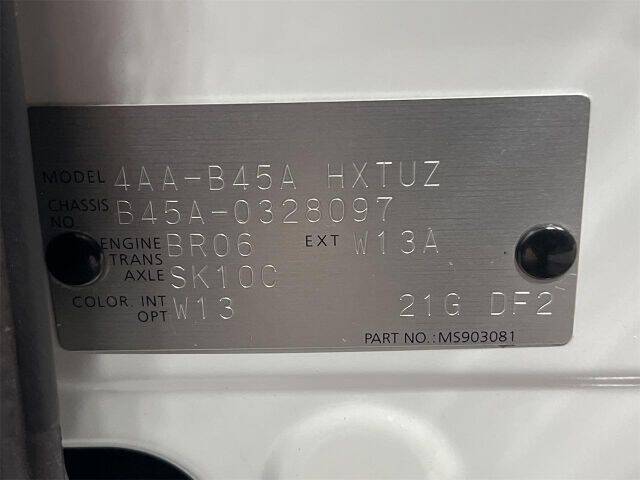 MODEL 4AA-B45A HXTUZ
CHASSIS NO. B45A-0328097
ENGINE BR06 EXT W13A
TRANS AXLE SK10C
COLOR. INT OPT W13 21G DF2
PART NO.:MS903081